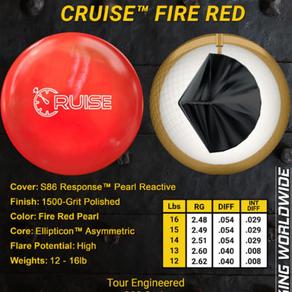 CRUISE™ FIRE RED
CRUISE
Cover: S86 Response™ Pearl Reactive
Finish: 1500-Grit Polished
Color: Fire Red Pearl
Core: Ellipticon™ Asymmetric
Flare Potential: High
Weights: 12 - 16lb
Lbs RG DIFF INT DIFF
16 2.48 .054 .029
15 2.49 .054 .029
14 2.51 .054 .029
13 2.60 .040 .008
12 2.62 .040 .008
Tour Engineered
WORLDWIDE